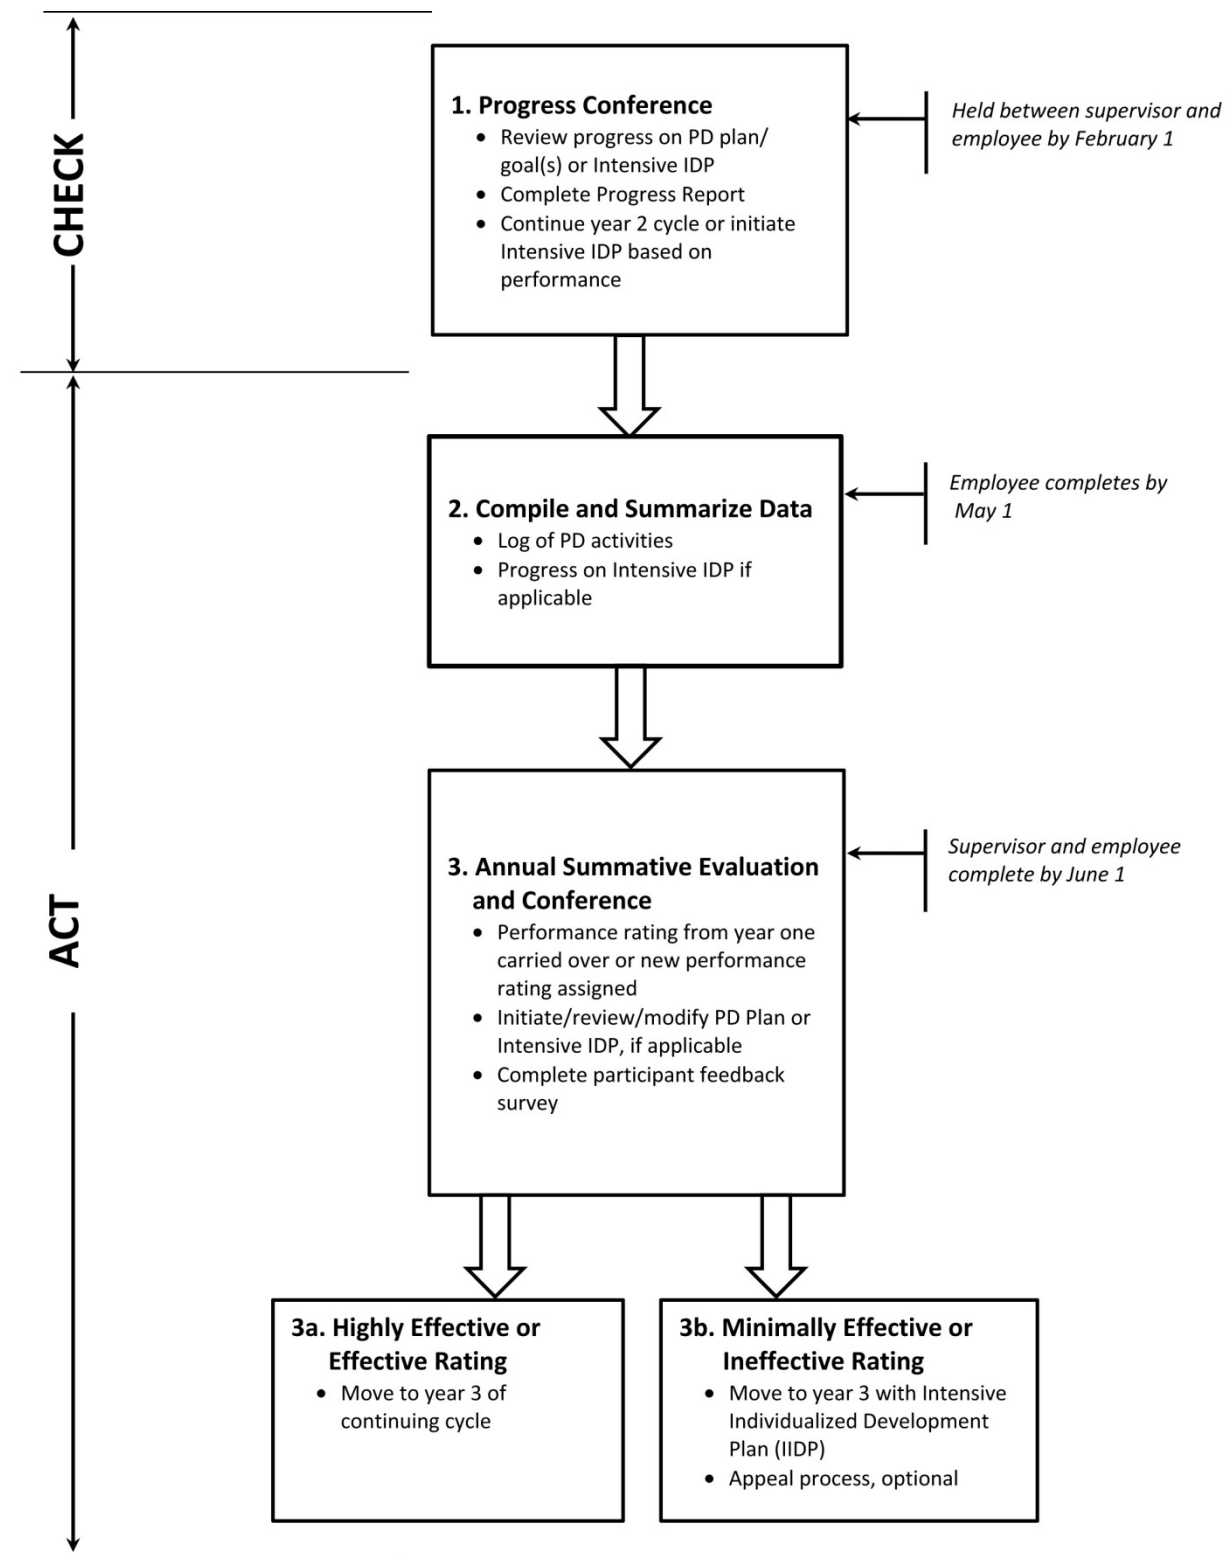 CHECK
1. Progress Conference
• Review progress on PD plan/
goal(s) or Intensive IDP
• Complete Progress Report
• Continue year 2 cycle or initiate
Intensive IDP based on
performance
Held between supervisor and
employee by February 1
ACT
2. Compile and Summarize Data
• Log of PD activities
• Progress on Intensive IDP if
applicable
Employee completes by
May 1
3. Annual Summative Evaluation
and Conference
• Performance rating from year one
carried over or new performance
rating assigned
• Initiate/review/modify PD Plan or
Intensive IDP, if applicable
• Complete participant feedback
survey
Supervisor and employee
complete by June 1
3a. Highly Effective or
Effective Rating
• Move to year 3 of
continuing cycle
3b. Minimally Effective or
Ineffective Rating
• Move to year 3 with Intensive
Individualized Development
Plan (IIDP)
• Appeal process, optional